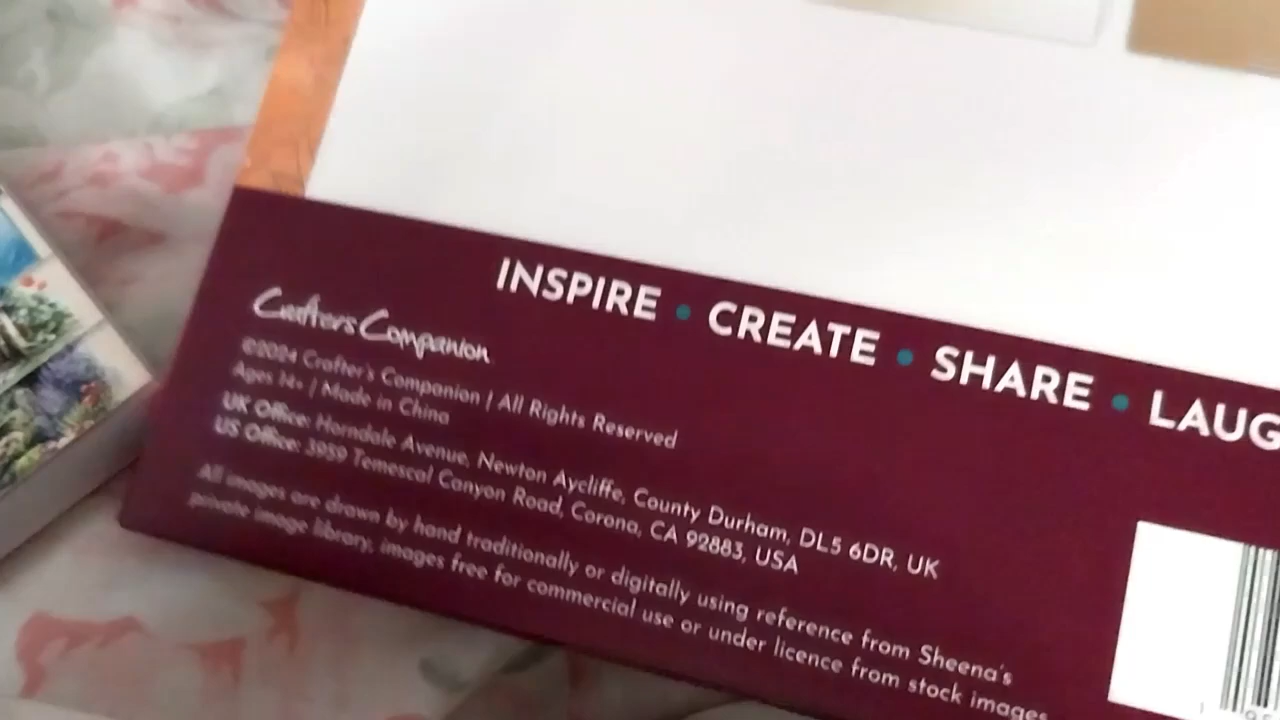 INSPIRE • CREATE • SHARE • LAUG
Crafter's Companion
©2024 Crafter's Companion | All Rights Reserved
Ages 14+ | Made in China
UK Office: Horndale Avenue, Newton Aycliffe, County Durham, DL5 6DR, UK
US Office: 3959 Temescal Canyon Road, Corona, CA 92883, USA
All images are drawn by hand traditionally or digitally using reference from Sheena's
private image library, images free for commercial use or under licence from stock images